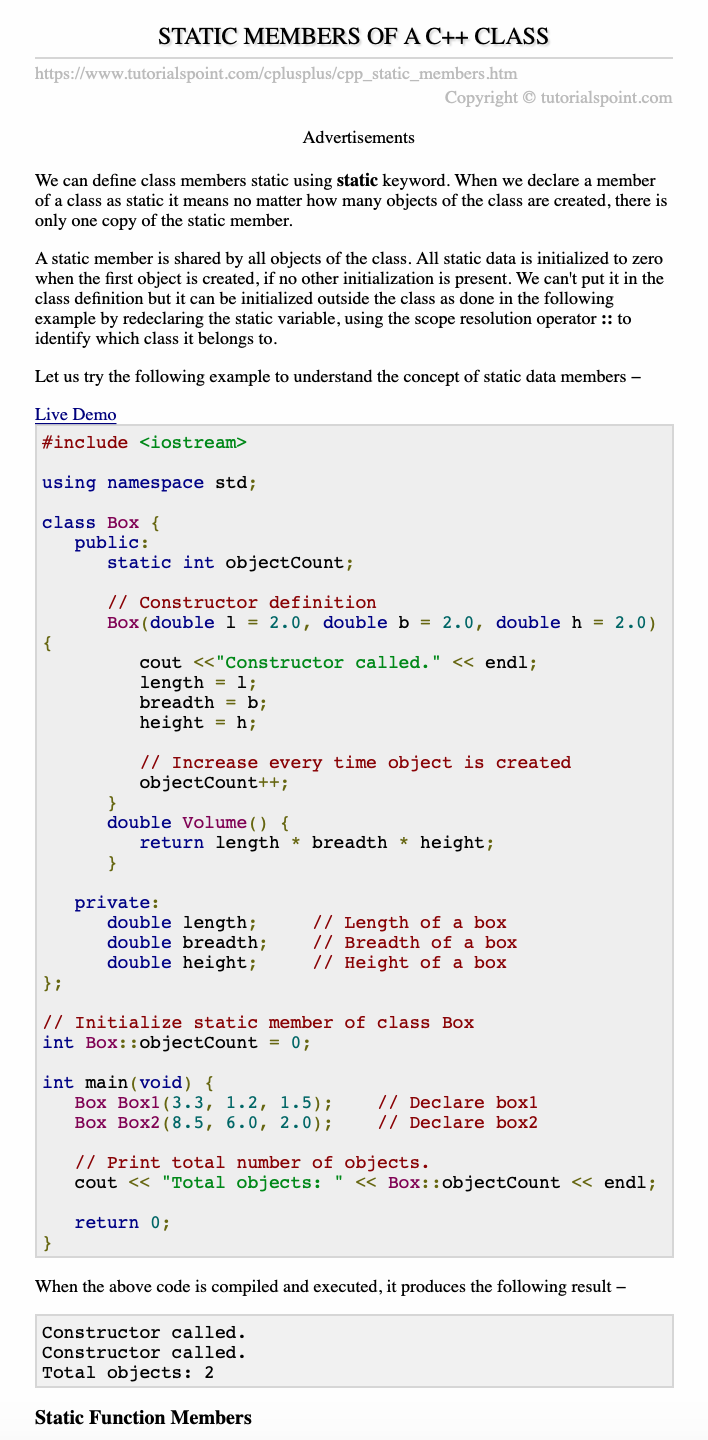 STATIC MEMBERS OF A C++ CLASS
https://www.tutorialspoint.com/cplusplus/cpp_static_members.htm
Copyright © tutorialspoint.com
Advertisements
We can define class members static using static keyword. When we declare a member
of a class as static it means no matter how many objects of the class are created, there is
only one copy of the static member.
A static member is shared by all objects of the class. All static data is initialized to zero
when the first object is created, if no other initialization is present. We can't put it in the
class definition but it can be initialized outside the class as done in the following
example by redeclaring the static variable, using the scope resolution operator :: to
identify which class it belongs to.
Let us try the following example to understand the concept of static data members −
Live Demo
#include <iostream>
using namespace std;
class Box {
   public:
      static int objectCount;
      // Constructor definition
      Box(double l = 2.0, double b = 2.0, double h = 2.0)
{
         cout <<"Constructor called." << endl;
         length = l;
         breadth = b;
         height = h;
         // Increase every time object is created
         objectCount++;
      }
      double Volume() {
         return length * breadth * height;
      }
   private:
      double length;     // Length of a box
      double breadth;    // Breadth of a box
      double height;     // Height of a box
};
// Initialize static member of class Box
int Box::objectCount = 0;
int main(void) {
   Box Box1(3.3, 1.2, 1.5);    // Declare box1
   Box Box2(8.5, 6.0, 2.0);    // Declare box2
   // Print total number of objects.
   cout << "Total objects: " << Box::objectCount << endl;
   return 0;
}
When the above code is compiled and executed, it produces the following result −
Constructor called.
Constructor called.
Total objects: 2
Static Function Members